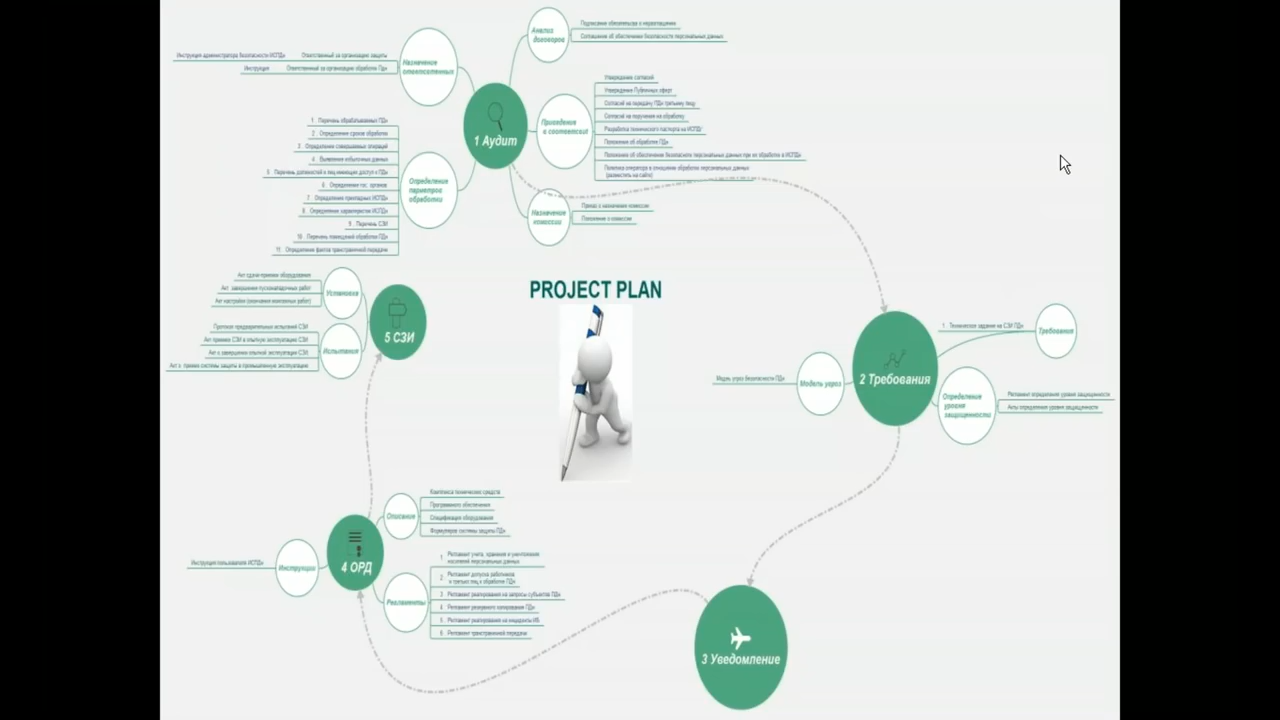 Анализ
договоров
Подписание обязательства о неразглашении
Соглашение об обеспечении безопасности персональных данных
Назначение
ответственных
Инструкция администратора безопасности ИСПДн
Ответственный за организацию защиты
Инструкция
Ответственный за организацию обработки ПДн
1 Аудит
Приведение
в соответствие
Утверждение согласий
Утверждение Публичных оферт
Согласий на передачу ПДн третьему лицу
Согласий на поручение на обработку
Разработка технического паспорта на ИСПДн
Положение об обработке ПДн
Положение об обеспечении безопасности персональных данных при их обработке в ИСПДн
Политика оператора в отношении обработки персональных данных
(разместить на сайте)
Определение
параметров
обработки
1. Перечень обрабатываемых ПДн
2. Определение сроков обработки
3. Определение совершаемых операций
4. Выявление избыточных данных
5. Перечень должностей и лиц имеющих доступ к ПДн
6. Определение гос. органов
7. Определение прикладных ИСПДн
8. Определение характеристик ИСПДн
9. Перечень СЗИ
10. Перечень помещений обработки ПДн
11. Определение фактов трансграничной передачи
Назначение
комиссии
Приказ о назначении комиссии
Положение о комиссии
PROJECT PLAN
5 СЗИ
Установка
Акт сдачи-приемки оборудования
Акт завершения пусконаладочных работ
Акт настройки (окончания монтажных работ)
Испытания
Протокол предварительных испытаний СЗИ
Акт приемки СЗИ в опытную эксплуатацию СЗИ
Акт о завершении опытной эксплуатации СЗИ
Акт о приемке системы защиты в промышленную эксплуатацию
2 Требования
Требования
1. Техническое задание на СЗИ ПДн
Модель угроз
Модель угроз безопасности ПДн
Определение
уровня
защищенности
Регламент определения уровня защищенности
Акты определения уровня защищенности
4 ОРД
Описание
Комплекса технических средств
Программного обеспечения
Спецификация оборудования
Формуляров системы защиты ПДн
Инструкции
Инструкция пользователя ИСПДн
Регламенты
1. Регламент учета, хранения и уничтожения
носителей персональных данных
2. Регламент допуска работников
и третьих лиц к обработке ПДн
3. Регламент реагирования на запросы субъектов ПДн
4. Регламент резервного копирования ПДн
5. Регламент реагирования на инциденты ИБ
6. Регламент трансграничной передачи
3 Уведомление